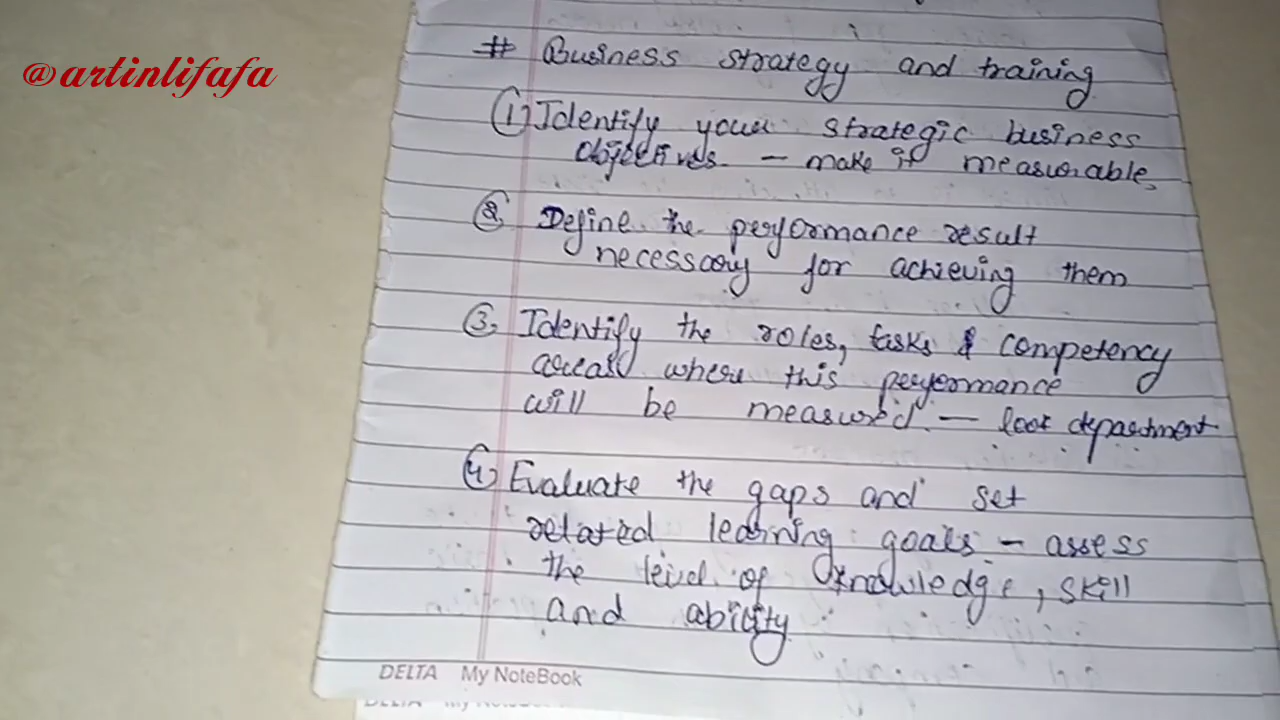 @artinlifafa
# Business strategy and training
① Identify your strategic business
objectives - make it measurable
② Define the performance result
necessary for achieving them
③ Identify the roles, tasks & competency
areas where this performance
will be measured. - look department
④ Evaluate the gaps and set
related learning goals - assess
the level of knowledge, skill
and ability
DELTA My NoteBook